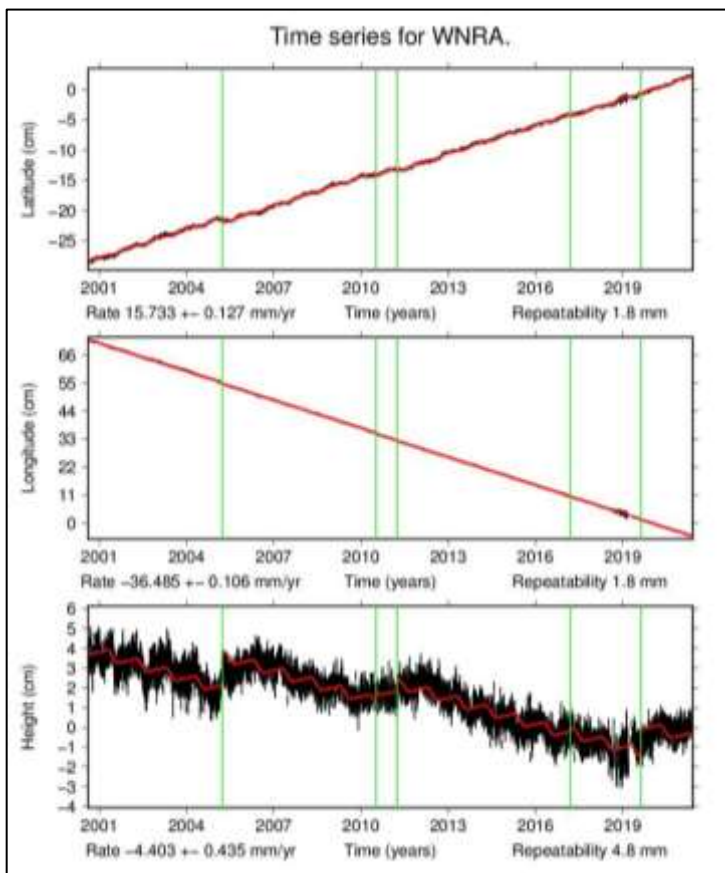 Time series for WNRA.
Latitude (cm)
0
−5
−10
−15
−20
−25
2001 2004 2007 2010 2013 2016 2019
Rate 15.733 +− 0.127 mm/yr Time (years) Repeatability 1.8 mm
Longitude (cm)
66
55
44
33
22
11
0
2001 2004 2007 2010 2013 2016 2019
Rate −36.485 +− 0.106 mm/yr Time (years) Repeatability 1.8 mm
Height (cm)
6
5
4
3
2
1
0
−1
−2
−3
−4
2001 2004 2007 2010 2013 2016 2019
Rate −4.403 +− 0.435 mm/yr Time (years) Repeatability 4.8 mm